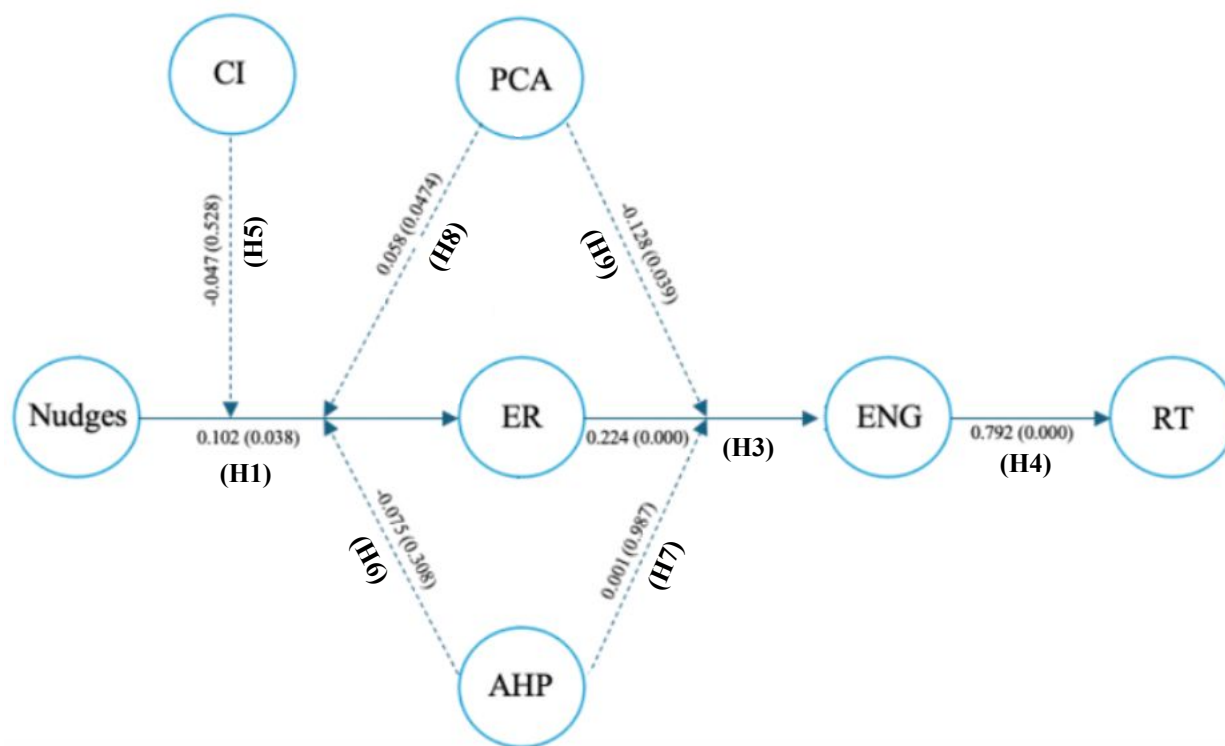 CI
PCA
-0.047 (0.528)
(H5)
0.058 (0.0474)
(H8)
-0.128 (0.039)
(H9)
Nudges
0.102 (0.038)
(H1)
ER
0.224 (0.000)
(H3)
ENG
0.792 (0.000)
(H4)
RT
-0.075 (0.308)
(H6)
0.001 (0.987)
(H7)
AHP